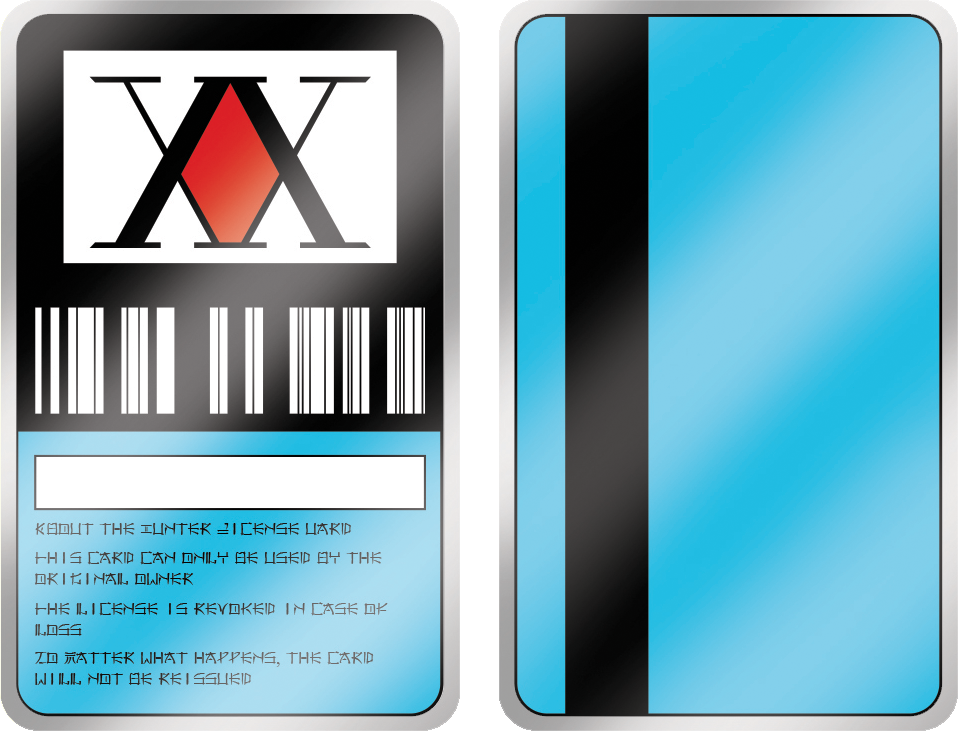 ABOUT THE HUNTER LICENSE CARD
THIS CARD CAN ONLY BE USED BY THE
ORIGINAL OWNER
THE LICENSE IS REVOKED IN CASE OF
LOSS
NO MATTER WHAT HAPPENS, THE CARD
WILL NOT BE REISSUED